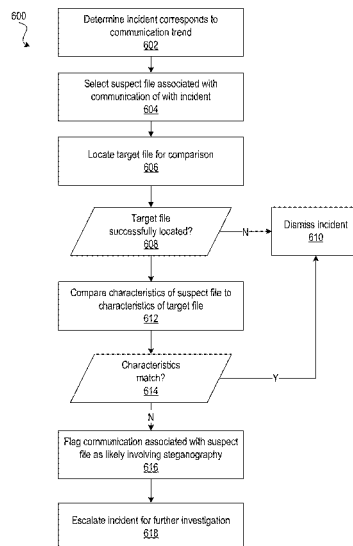 600
Determine incident corresponds to
communication trend
602
Select suspect file associated with
communication of with incident
604
Locate target file for comparison
606
Target file
successfully located?
608
N
Dismiss incident
610
Compare characteristics of suspect file to
characteristics of target file
612
Characteristics
match?
614
Y
N
Flag communication associated with suspect
file as likely involving steganography
616
Escalate incident for further investigation
618